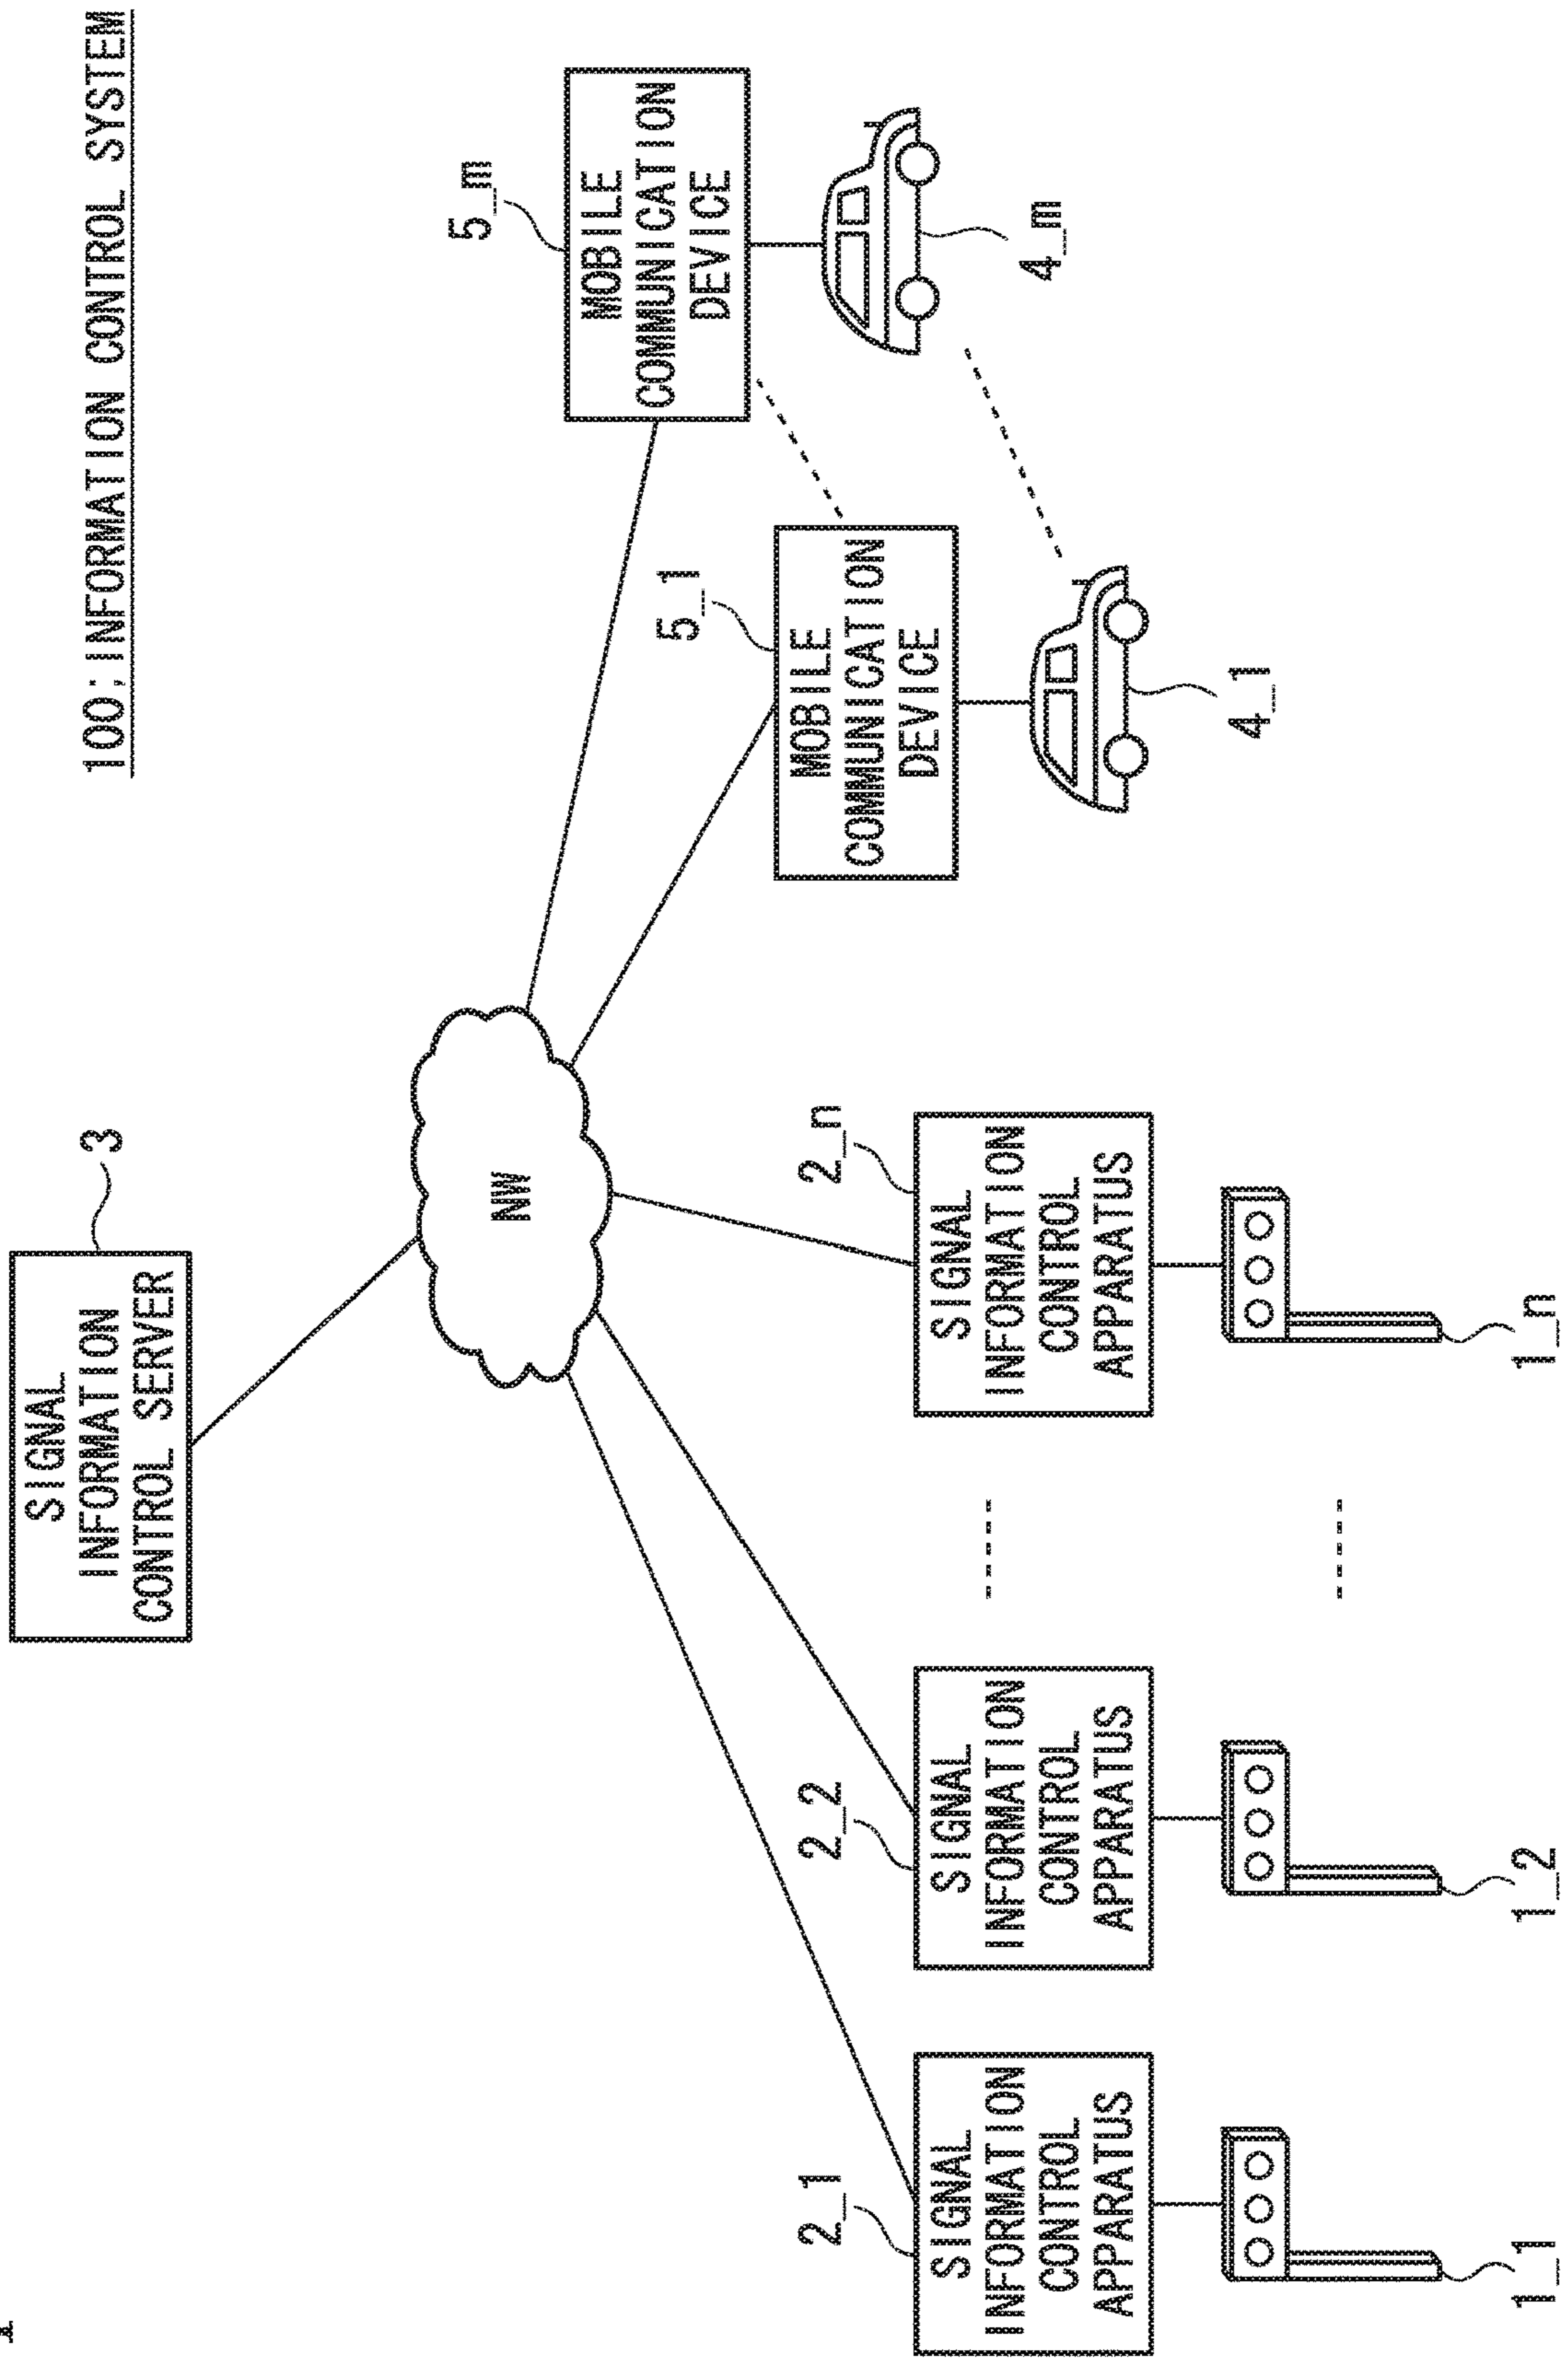 100;INFORMATION CONTROL SYSTEM
3
SIGNAL
INFORMATION
CONTROL SERVER
NW
5_m
MOBILE
COMMUNICATION
DEVICE
4_m
5_1
MOBILE
COMMUNICATION
DEVICE
4_1
2_1
SIGNAL
INFORMATION
CONTROL
APPARATUS
1_1
2_2
SIGNAL
INFORMATION
CONTROL
APPARATUS
1_2
2_n
SIGNAL
INFORMATION
CONTROL
APPARATUS
1_n